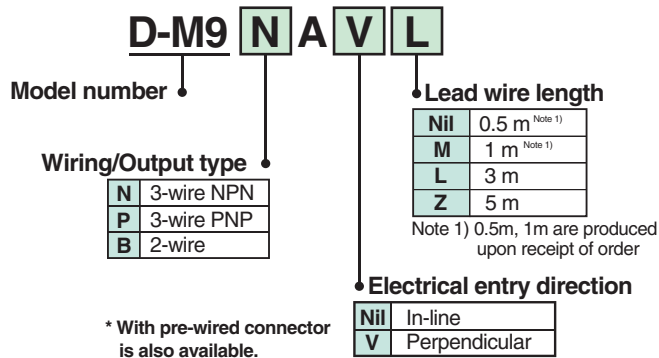 D-M9 N A V L
Model number
Lead wire length
Nil 0.5 m Note 1)
M 1 m Note 1)
L 3 m
Z 5 m
Note 1) 0.5m, 1m are produced
upon receipt of order
Wiring/Output type
N 3-wire NPN
P 3-wire PNP
B 2-wire
Electrical entry direction
Nil In-line
V Perpendicular
* With pre-wired connector
is also available.